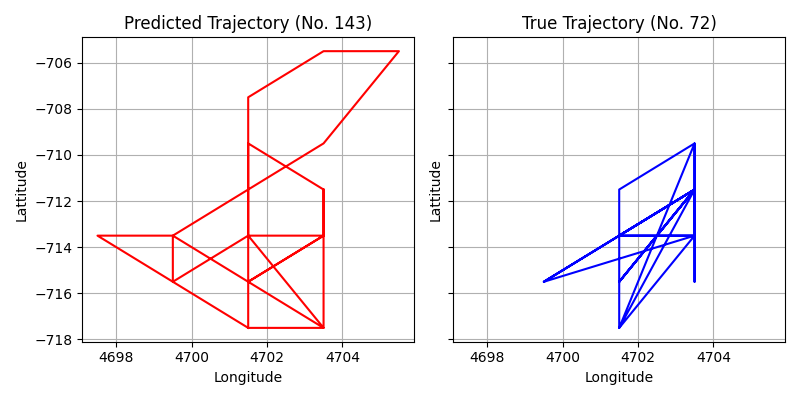 Predicted Trajectory (No. 143)
True Trajectory (No. 72)
Lattitude
−706
−708
−710
−712
−714
−716
−718
4698
4700
4702
4704
Longitude
Lattitude
4698
4700
4702
4704
Longitude